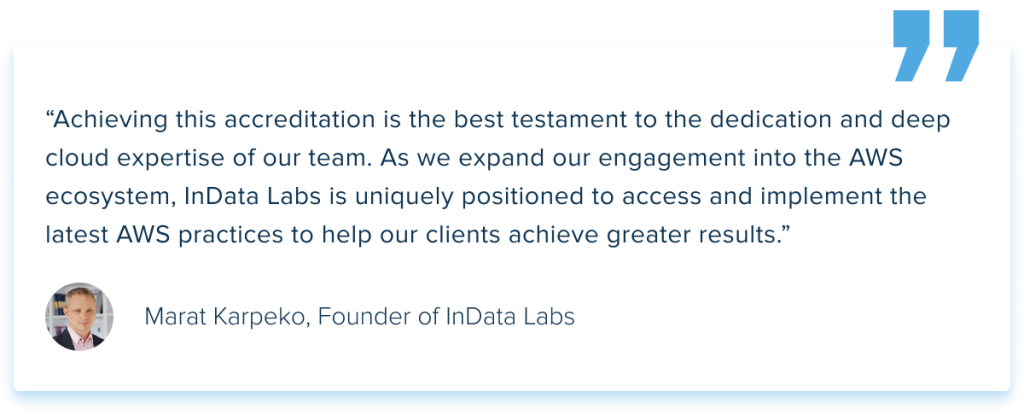 “Achieving this accreditation is the best testament to the dedication and deep
cloud expertise of our team. As we expand our engagement into the AWS
ecosystem, InData Labs is uniquely positioned to access and implement the
latest AWS practices to help our clients achieve greater results.”
Marat Karpeko, Founder of InData Labs